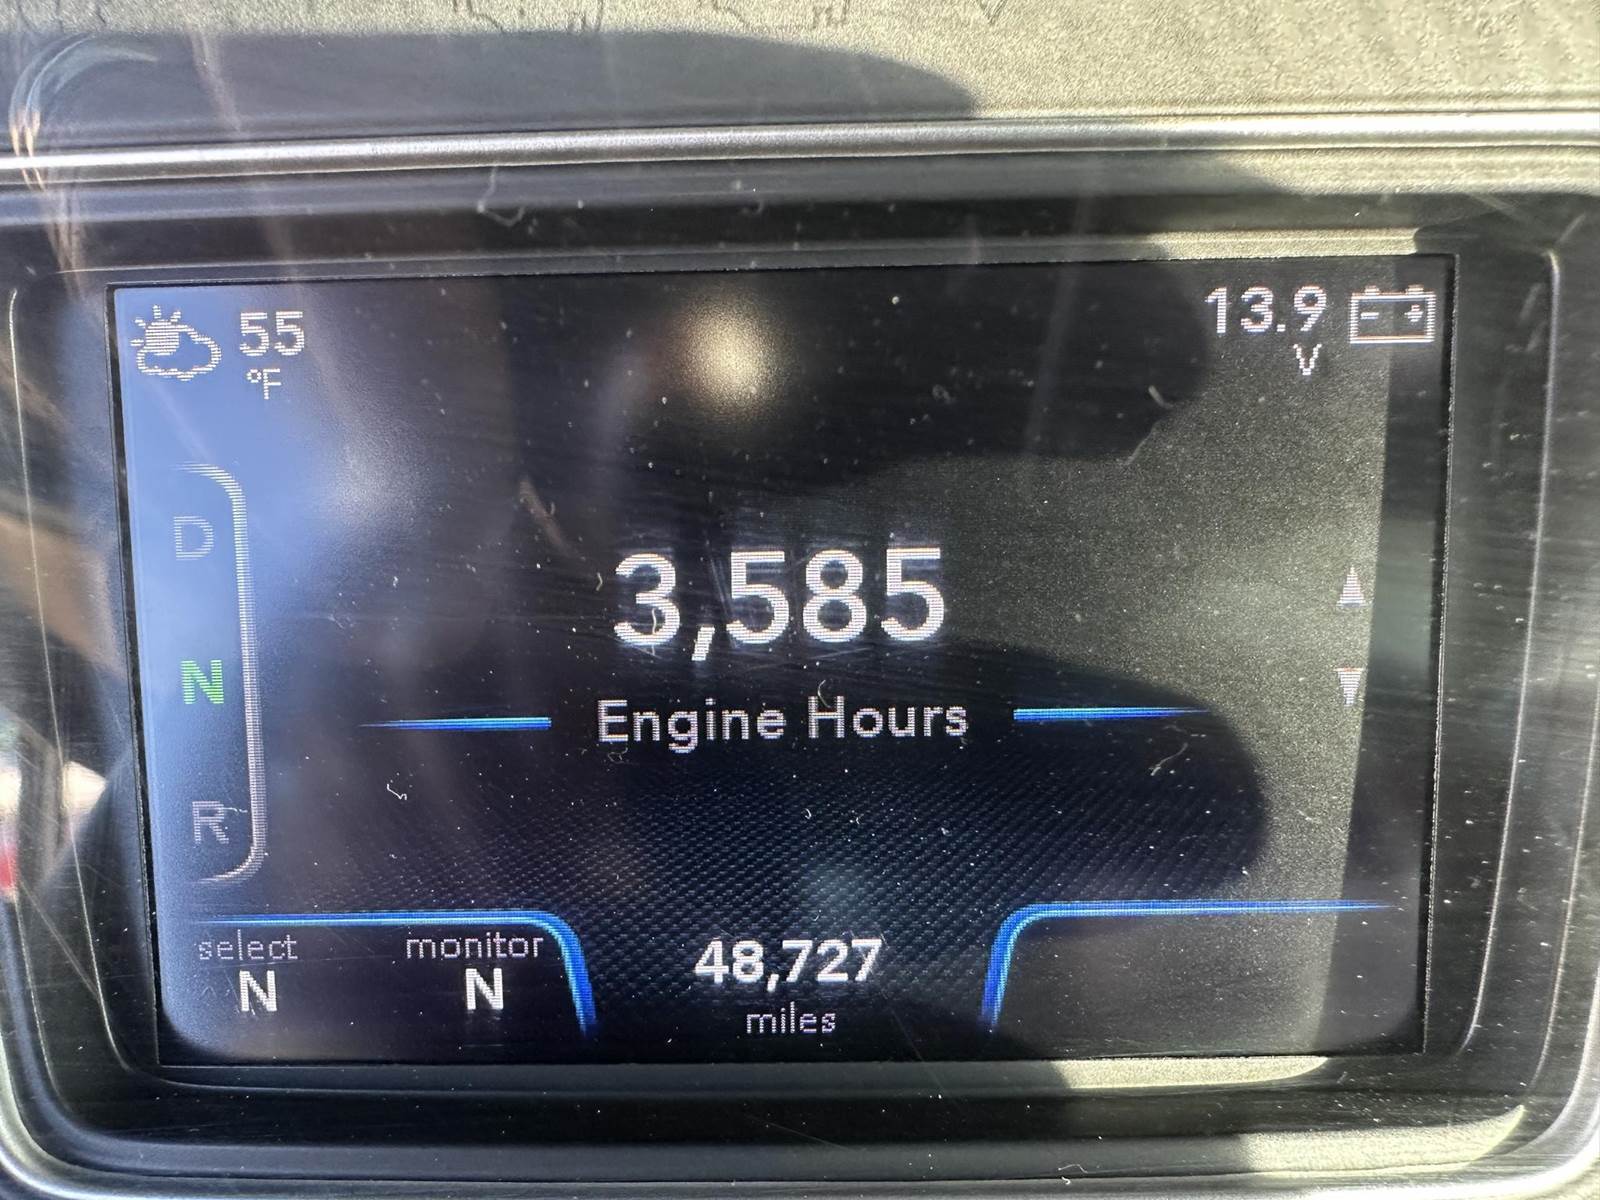 55
°F
13.9
V
D
N
R
3,585
Engine Hours
select
N
monitor
N
48,727
miles